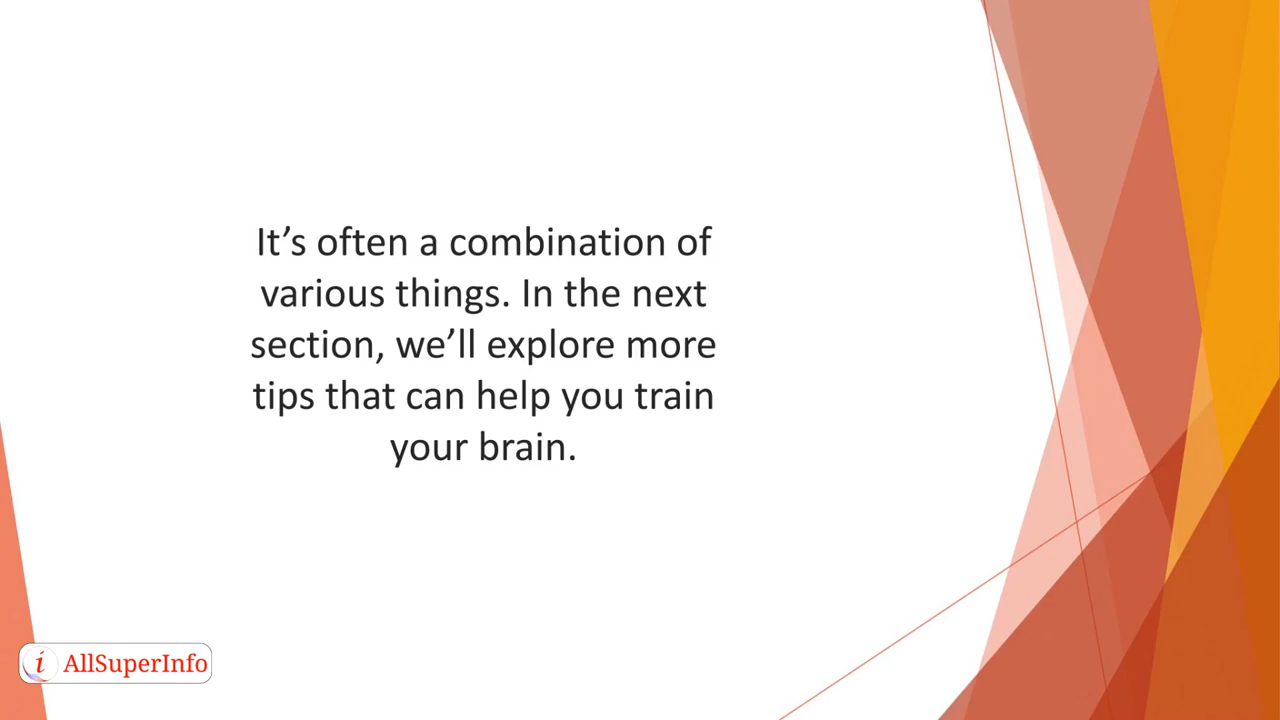 It’s often a combination of
various things. In the next
section, we’ll explore more
tips that can help you train
your brain.
i AllSuperInfo